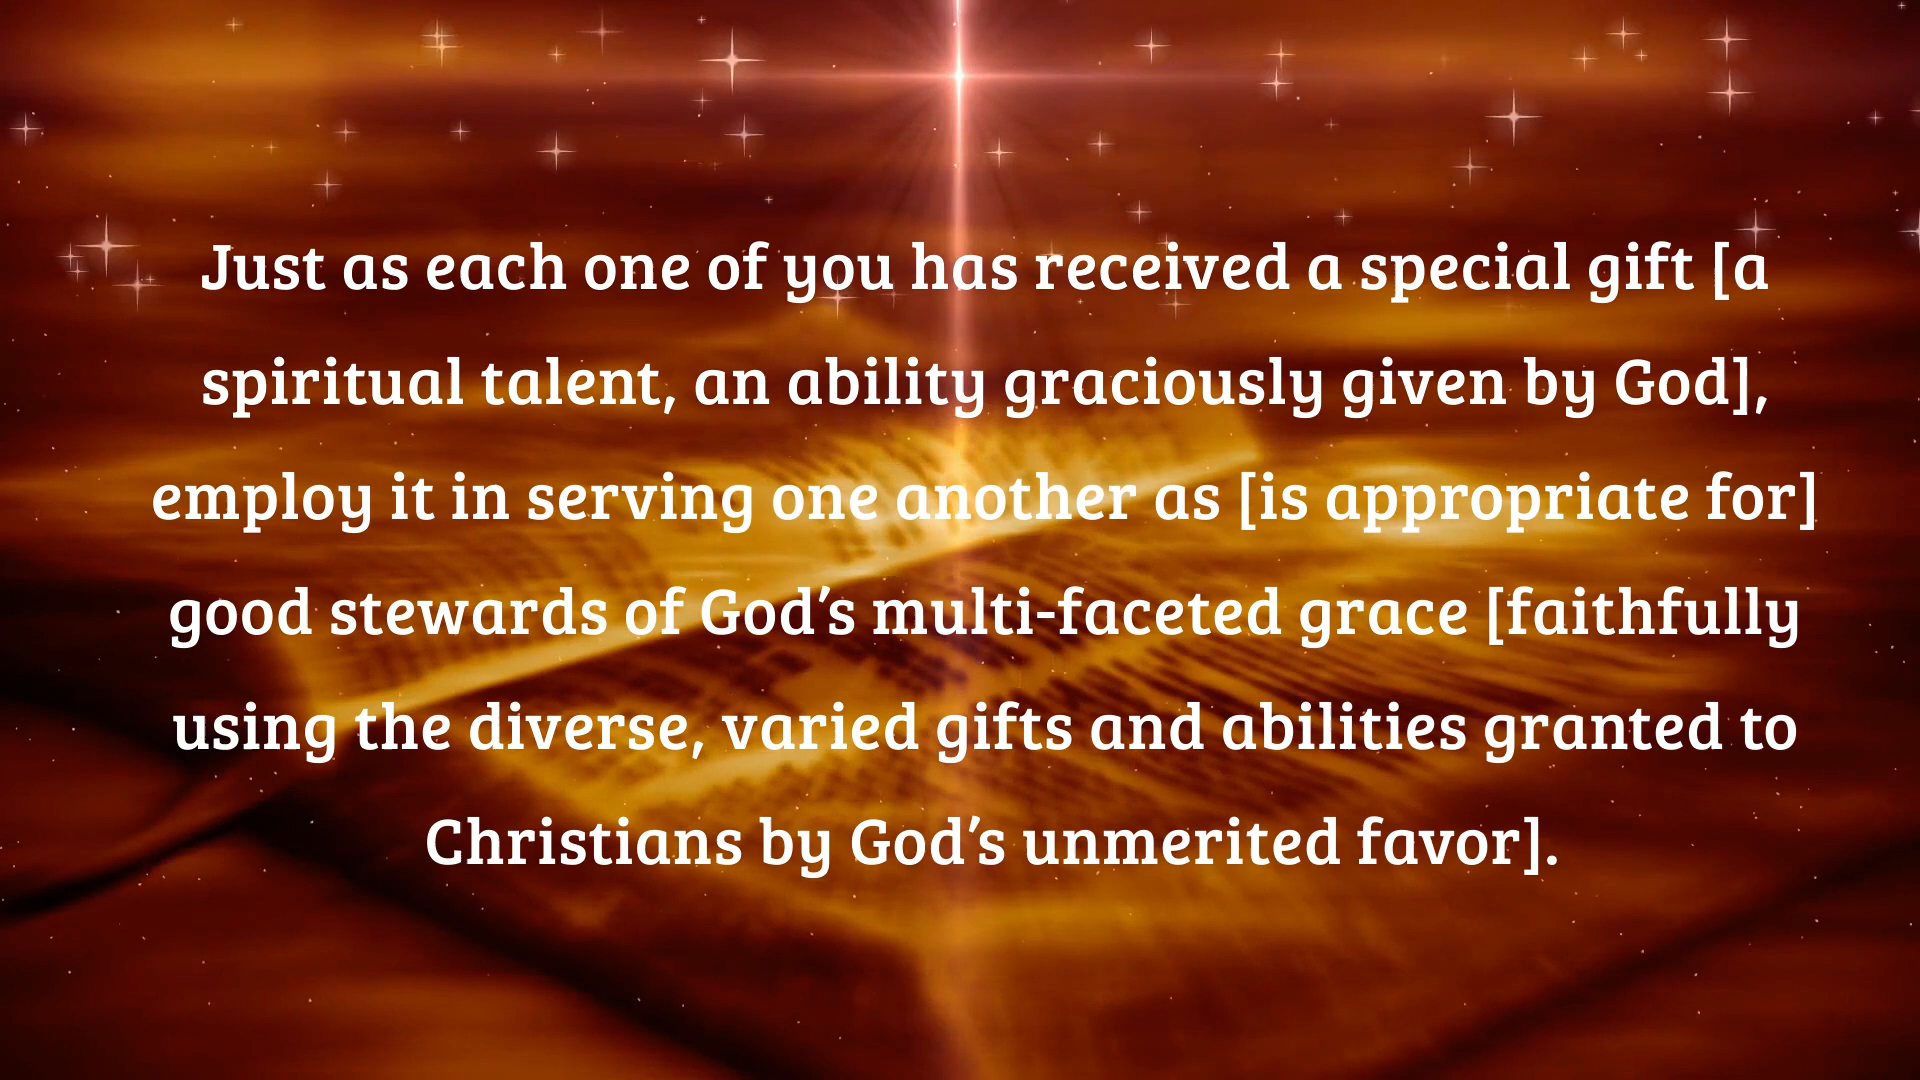 Just as each one of you has received a special gift [a
spiritual talent, an ability graciously given by God],
employ it in serving one another as [is appropriate for]
good stewards of God’s multi-faceted grace [faithfully
using the diverse, varied gifts and abilities granted to
Christians by God’s unmerited favor].